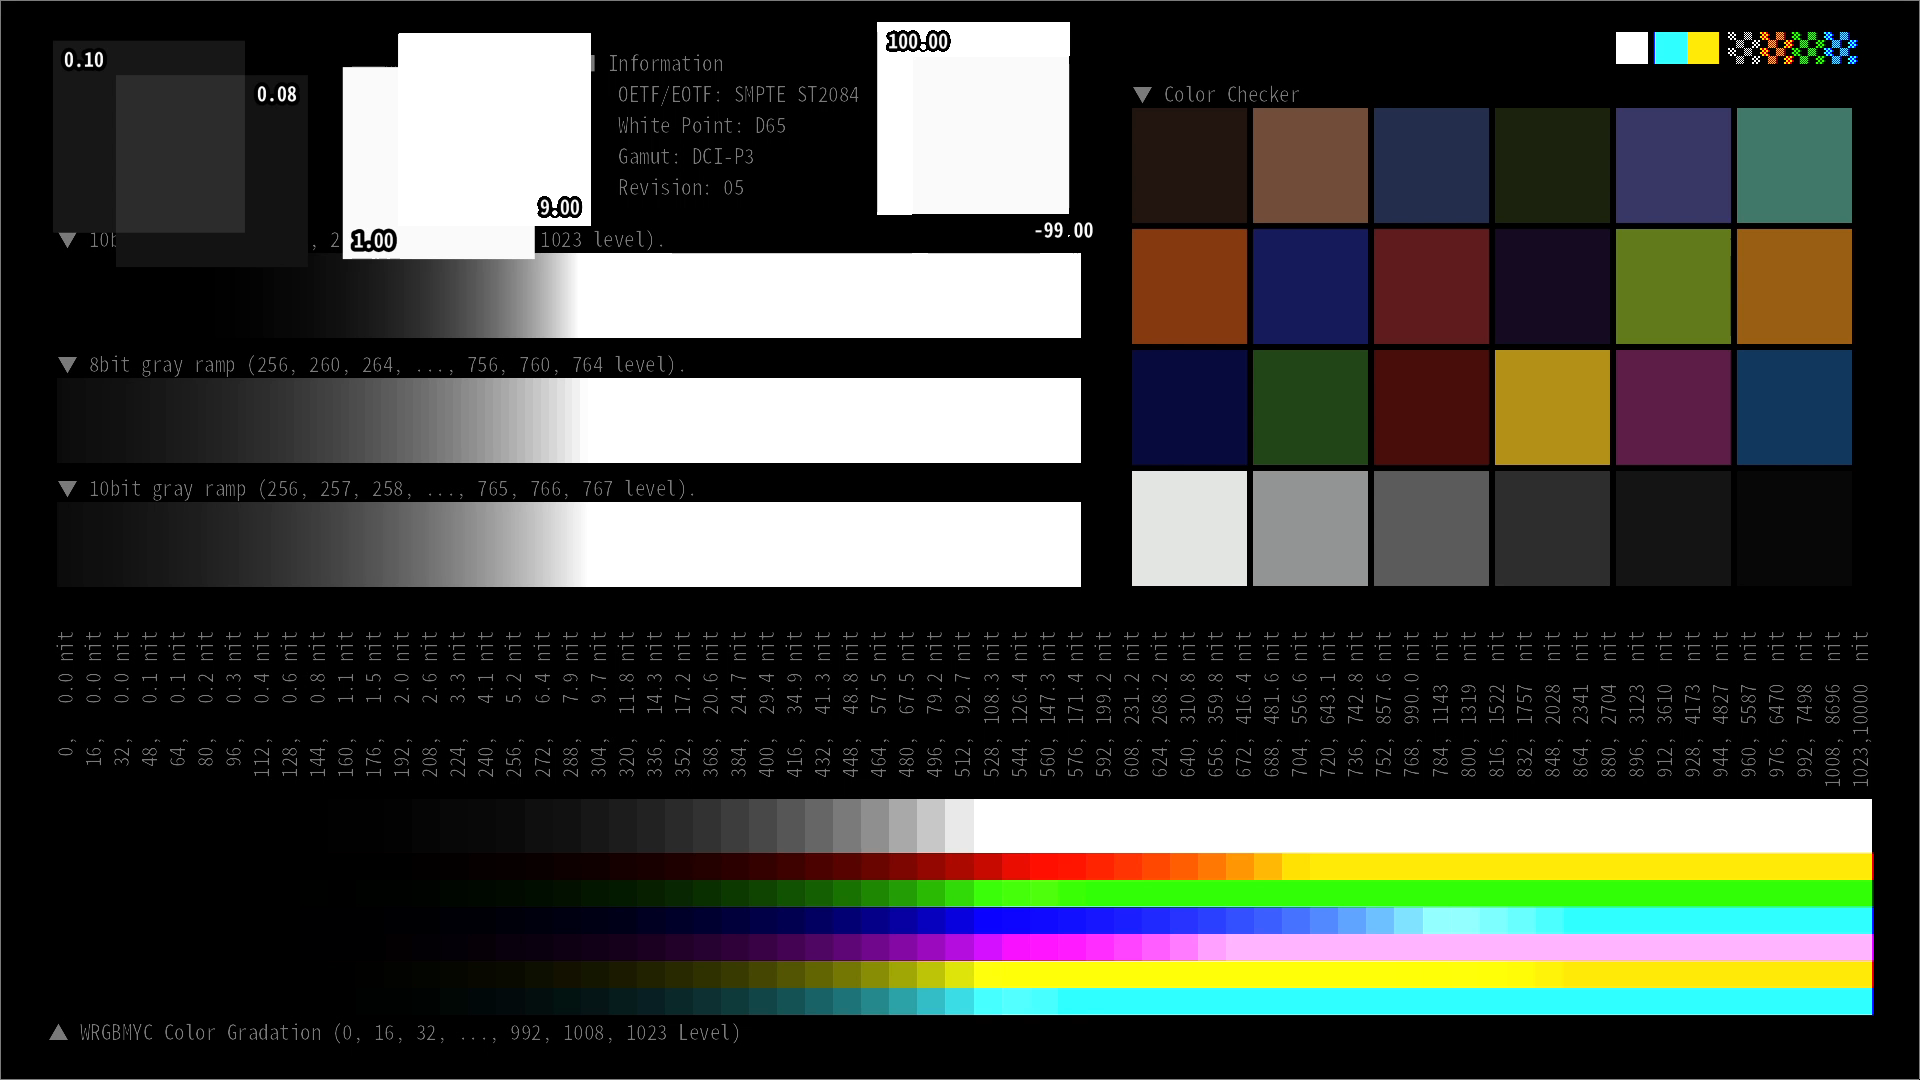 0.10
0.08
9.00
1.00
100.00
-99.00
Information
OETF/EOTF: SMPTE ST2084
White Point: D65
Gamut: DCI-P3
Revision: 05
▼ Color Checker
1023 level).
▼ 8bit gray ramp (256, 260, 264, ..., 756, 760, 764 level).
▼ 10bit gray ramp (256, 257, 258, ..., 765, 766, 767 level).
0, 0.0 nit
16, 0.0 nit
32, 0.0 nit
48, 0.1 nit
64, 0.1 nit
80, 0.2 nit
96, 0.3 nit
112, 0.4 nit
128, 0.6 nit
144, 0.8 nit
160, 1.1 nit
176, 1.5 nit
192, 2.0 nit
208, 2.6 nit
224, 3.3 nit
240, 4.1 nit
256, 5.2 nit
272, 6.4 nit
288, 7.9 nit
304, 9.7 nit
320, 11.8 nit
336, 14.3 nit
352, 17.2 nit
368, 20.6 nit
384, 24.7 nit
400, 29.4 nit
416, 34.9 nit
432, 41.3 nit
448, 48.8 nit
464, 57.5 nit
480, 67.5 nit
496, 79.2 nit
512, 92.7 nit
528, 108.3 nit
544, 126.4 nit
560, 147.3 nit
576, 171.4 nit
592, 199.2 nit
608, 231.2 nit
624, 268.2 nit
640, 310.8 nit
656, 359.8 nit
672, 416.4 nit
688, 481.6 nit
704, 556.6 nit
720, 643.1 nit
736, 742.8 nit
752, 857.6 nit
768, 990.0 nit
784, 1143 nit
800, 1319 nit
816, 1522 nit
832, 1757 nit
848, 2028 nit
864, 2341 nit
880, 2704 nit
896, 3123 nit
912, 3610 nit
928, 4173 nit
944, 4827 nit
960, 5587 nit
976, 6470 nit
992, 7498 nit
1008, 8696 nit
1023,10000 nit
▲ WRGBMYC Color Gradation (0, 16, 32, ..., 992, 1008, 1023 Level)